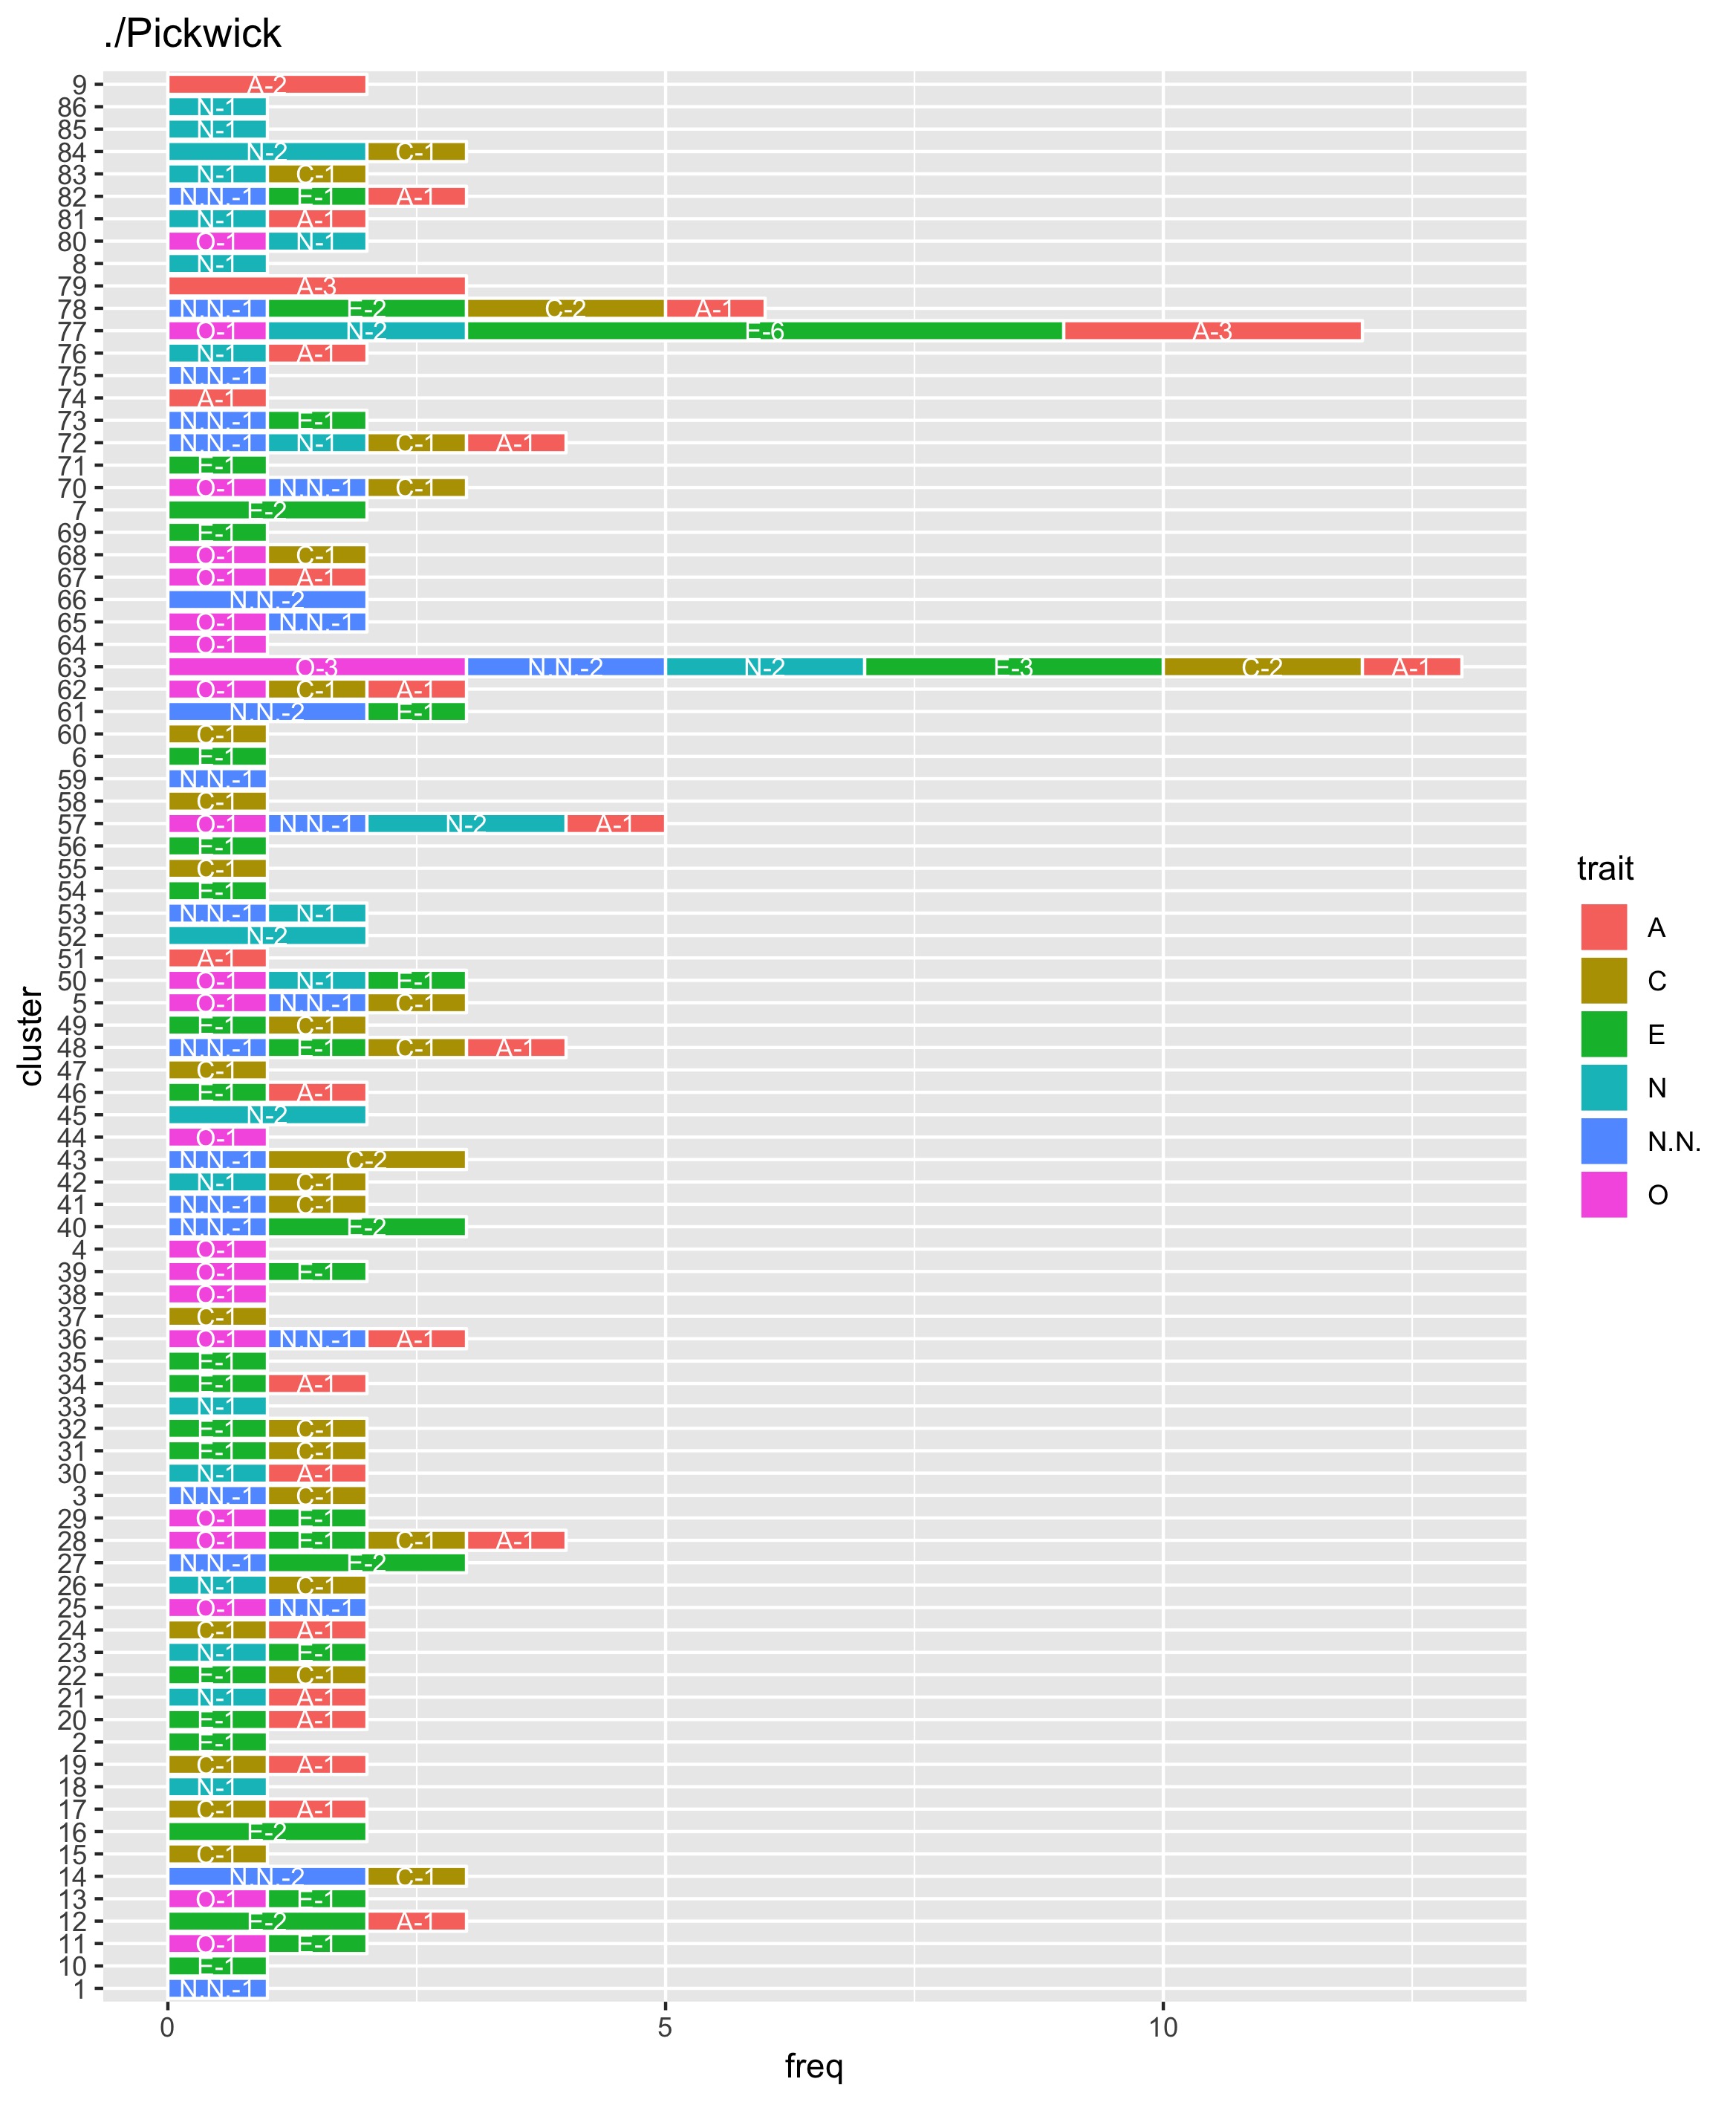 ./Pickwick
9 A-2
86 N-1
85 N-1
84 N-2 C-1
83 N-1 C-1
82 N.N.-1 E-1 A-1
81 N-1 A-1
80 O-1 N-1
8 N-1
79 A-3
78 N.N.-1 E-2 C-2 A-1
77 O-1 N-2 E-6 A-3
76 N-1 A-1
75 N.N.-1
74 A-1
73 N.N.-1 E-1
72 N.N.-1 N-1 C-1 A-1
71 E-1
70 O-1 N.N.-1 C-1
7 E-2
69 E-1
68 O-1 C-1
67 O-1 A-1
66 N.N.-2
65 O-1 N.N.-1
64 O-1
63 O-3 N.N.-2 N-2 E-3 C-2 A-1
62 O-1 C-1 A-1
61 N.N.-2 E-1
60 C-1
6 E-1
59 N.N.-1
58 C-1
57 O-1 N.N.-1 N-2 A-1
56 E-1
55 C-1
54 E-1
53 N.N.-1 N-1
52 N-2
51 A-1
50 O-1 N-1 E-1
5 O-1 N.N.-1 C-1
49 E-1 C-1
48 N.N.-1 E-1 C-1 A-1
47 C-1
46 E-1 A-1
45 N-2
44 O-1
43 N.N.-1 C-2
42 N-1 C-1
41 N.N.-1 C-1
40 N.N.-1 E-2
4 O-1
39 O-1 E-1
38 O-1
37 C-1
36 O-1 N.N.-1 A-1
35 E-1
34 E-1 A-1
33 N-1
32 E-1 C-1
31 E-1 C-1
30 N-1 A-1
3 N.N.-1 C-1
29 O-1 E-1
28 O-1 E-1 C-1 A-1
27 N.N.-1 E-2
26 N-1 C-1
25 O-1 N.N.-1
24 C-1 A-1
23 N-1 E-1
22 E-1 C-1
21 N-1 A-1
20 E-1 A-1
2 E-1
19 C-1 A-1
18 N-1
17 C-1 A-1
16 E-2
15 C-1
14 N.N.-2 C-1
13 O-1 E-1
12 E-2 A-1
11 O-1 E-1
10 E-1
1 N.N.-1
0 5 10
freq
cluster
trait
A
C
E
N
N.N.
O